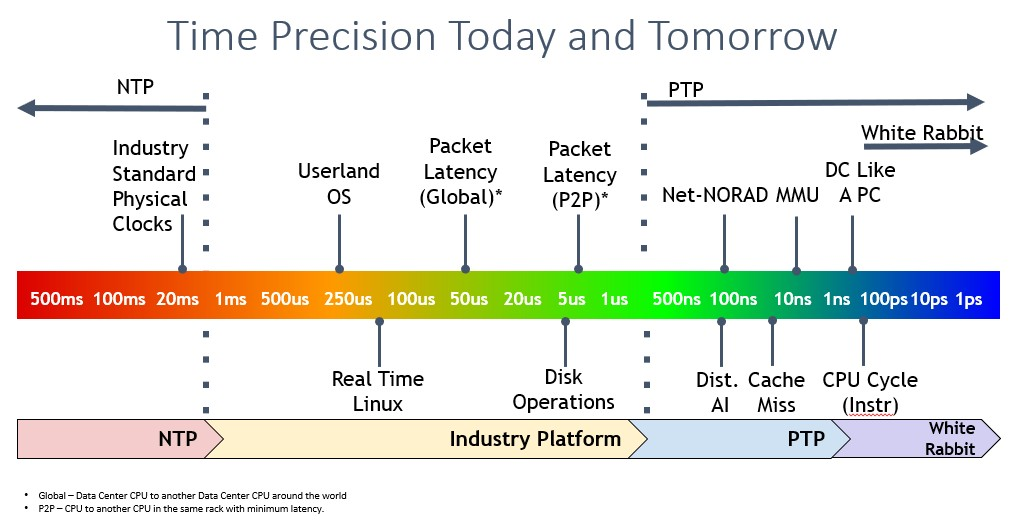 Time Precision Today and Tomorrow
NTP
PTP
White Rabbit
Industry
Standard
Physical
Clocks
Userland
OS
Packet
Latency
(Global)*
Packet
Latency
(P2P)*
Net-NORAD
MMU
DC Like
A PC
500ms 100ms 20ms 1ms 500us 250us 100us 50us 20us 5us 1us 500ns 100ns 10ns 1ns 100ps 10ps 1ps
Real Time
Linux
Disk
Operations
Dist.
AI
Cache
Miss
CPU Cycle
(Instr)
NTP
Industry Platform
PTP
White
Rabbit
• Global – Data Center CPU to another Data Center CPU around the world
• P2P – CPU to another CPU in the same rack with minimum latency.